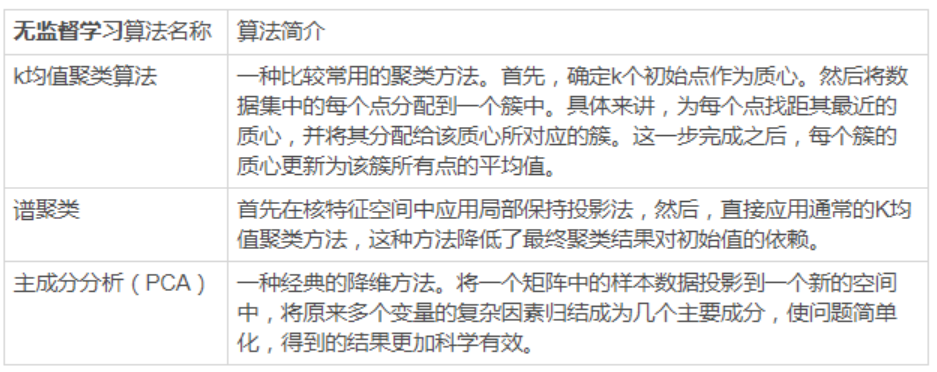 无监督学习算法名称 算法简介
k均值聚类算法 一种比较常用的聚类方法。首先，确定k个初始点作为质心。然后将数
据集中的每个点分配到一个簇中。具体来讲，为每个点找距其最近的
质心，并将其分配给该质心所对应的簇。这一步完成之后，每个簇的
质心更新为该簇所有点的平均值。
谱聚类 首先在核特征空间中应用局部保持投影法，然后，直接应用通常的K均
值聚类方法，这种方法降低了最终聚类结果对初始值的依赖。
主成分分析（PCA） 一种经典的降维方法。将一个矩阵中的样本数据投影到一个新的空间
中，将原来多个变量的复杂因素归结成为几个主要成分，使问题简单
化，得到的结果更加科学有效。